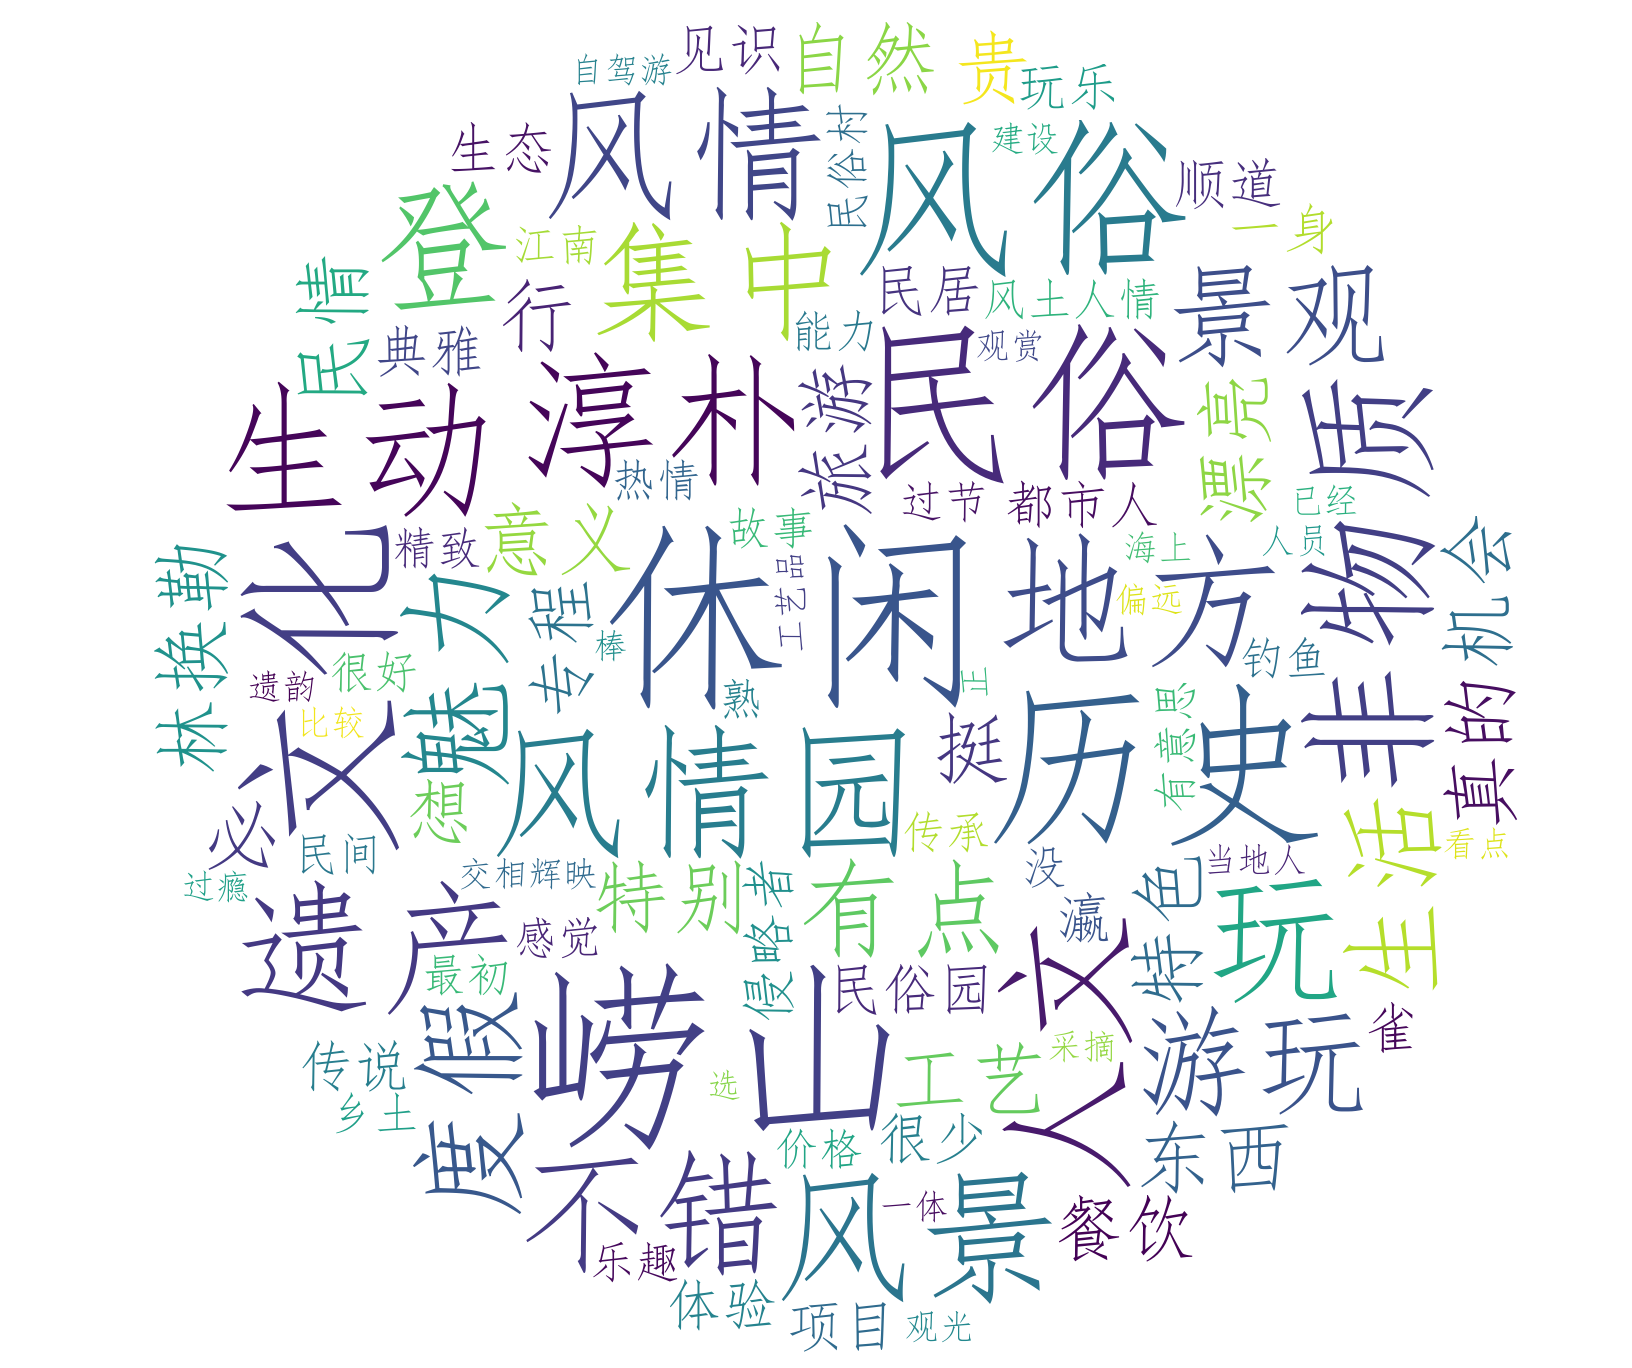 见识
自然
贵
自驾游
玩乐
风情
民俗村
建设
风俗
生态
顺道
登
江南
集中
一身
民情
行
民居
风土人情
景观
典雅
能力
观赏
生动
淳朴
旅游
民俗
漂亮
非物质
热情
过节
都市人
已经
文化
精致
意义
故事
休闲
地方
海上
人员
机会
林换勒
魅力
专程
棒
工艺品
偏远
钓鱼
遗韵
很好
熟
正
有意思
真的
比较
风情园
挺
历史
必
想
民间
传承
生活
看点
过瘾
交相辉映
特别
侵略者
有点
没
特色
当地人
玩
遗产
感觉
最初
民俗园
瀛
人文
度假
崂山
游玩
雀
传说
选
工艺
采摘
乡土
价格
很少
东西
不错
风景
一体
餐饮
乐趣
体验
项目
观光